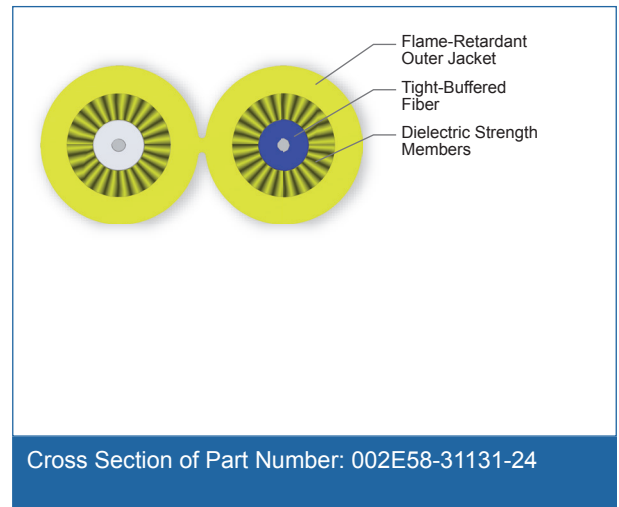 Flame-Retardant
Outer Jacket
Tight-Buffered
Fiber
Dielectric Strength
Members
Cross Section of Part Number: 002E58-31131-24